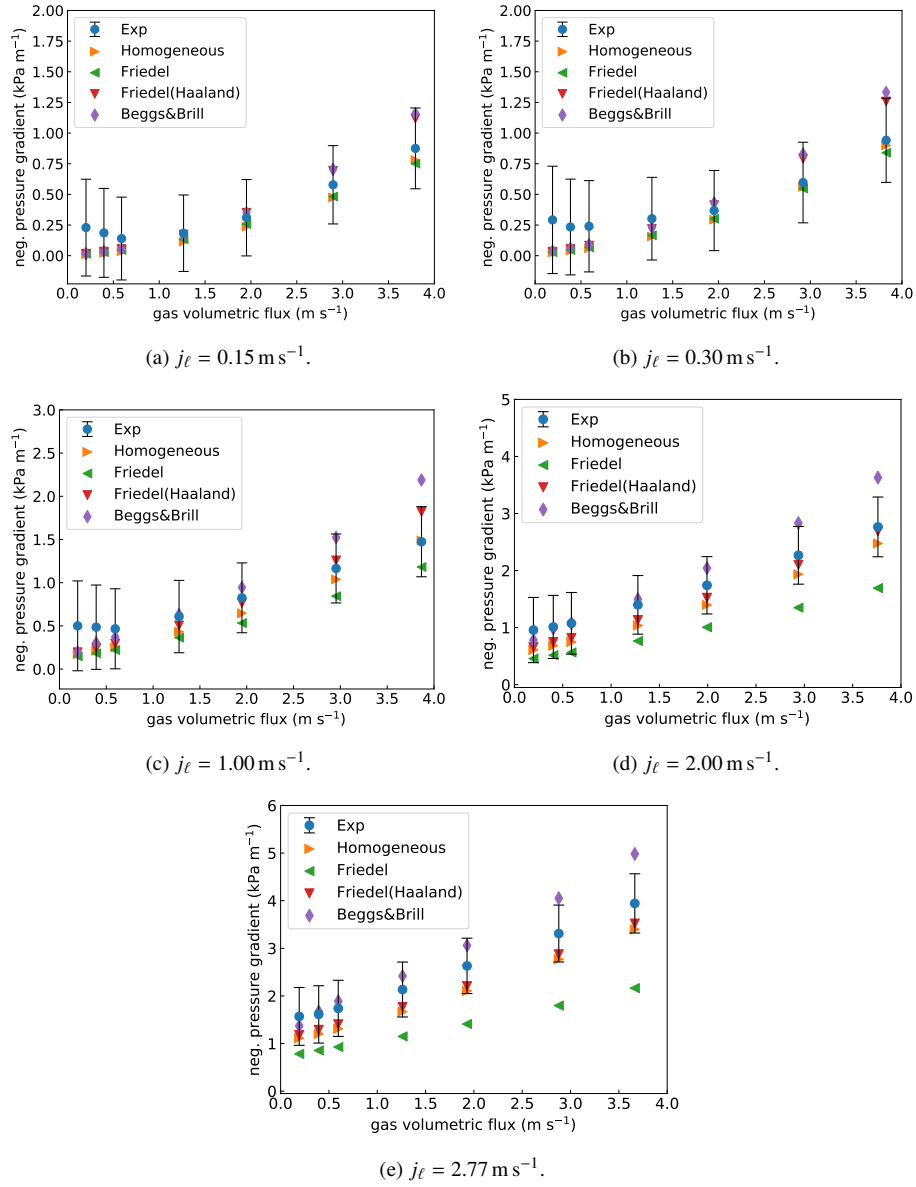 2.00
1.75
1.50
1.25
1.00
0.75
0.50
0.25
0.00
neg. pressure gradient (kPa m⁻¹)
Exp
Homogeneous
Friedel
Friedel(Haaland)
Beggs&Brill
0.0 0.5 1.0 1.5 2.0 2.5 3.0 3.5 4.0
gas volumetric flux (m s⁻¹)
(a) jℓ = 0.15 m s⁻¹.
2.00
1.75
1.50
1.25
1.00
0.75
0.50
0.25
0.00
neg. pressure gradient (kPa m⁻¹)
Exp
Homogeneous
Friedel
Friedel(Haaland)
Beggs&Brill
0.0 0.5 1.0 1.5 2.0 2.5 3.0 3.5 4.0
gas volumetric flux (m s⁻¹)
(b) jℓ = 0.30 m s⁻¹.
3.0
2.5
2.0
1.5
1.0
0.5
0.0
neg. pressure gradient (kPa m⁻¹)
Exp
Homogeneous
Friedel
Friedel(Haaland)
Beggs&Brill
0.0 0.5 1.0 1.5 2.0 2.5 3.0 3.5 4.0
gas volumetric flux (m s⁻¹)
(c) jℓ = 1.00 m s⁻¹.
5
4
3
2
1
0
neg. pressure gradient (kPa m⁻¹)
Exp
Homogeneous
Friedel
Friedel(Haaland)
Beggs&Brill
0.0 0.5 1.0 1.5 2.0 2.5 3.0 3.5 4.0
gas volumetric flux (m s⁻¹)
(d) jℓ = 2.00 m s⁻¹.
6
5
4
3
2
1
0
neg. pressure gradient (kPa m⁻¹)
Exp
Homogeneous
Friedel
Friedel(Haaland)
Beggs&Brill
0.0 0.5 1.0 1.5 2.0 2.5 3.0 3.5 4.0
gas volumetric flux (m s⁻¹)
(e) jℓ = 2.77 m s⁻¹.